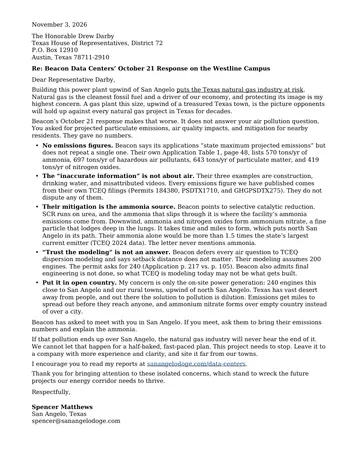 November 3, 2026
The Honorable Drew Darby
Texas House of Representatives, District 72
P.O. Box 12910
Austin, Texas 78711-2910
Re: Beacon Data Centers’ October 21 Response on the Westline Campus
Dear Representative Darby,
Building this power plant upwind of San Angelo puts the Texas natural gas industry at risk.
Natural gas is the cleanest fossil fuel and a driver of our economy, and protecting its image is my
highest concern. A gas plant this size, upwind of a treasured Texas town, is the picture opponents
will hold up against every natural gas project in Texas for decades.
Beacon’s October 21 response makes that worse. It does not answer your air pollution question.
You asked for projected particulate emissions, air quality impacts, and mitigation for nearby
residents. They gave no numbers.
• No emissions figures. Beacon says its applications “state maximum projected emissions” but
does not repeat a single one. Their own Application Table 1, page 48, lists 570 tons/yr of
ammonia, 697 tons/yr of hazardous air pollutants, 643 tons/yr of particulate matter, and 419
tons/yr of nitrogen oxides.
• The “inaccurate information” is not about air. Their three examples are construction,
drinking water, and misattributed videos. Every emissions figure we have published comes
from their own TCEQ filings (Permits 184380, PSDTX1710, and GHGPSDTX275). They do not
dispute any of them.
• Their mitigation is the ammonia source. Beacon points to selective catalytic reduction.
SCR runs on urea, and the ammonia that slips through it is where the facility’s ammonia
emissions come from. Downwind, ammonia and nitrogen oxides form ammonium nitrate, a fine
particle that lodges deep in the lungs. It takes time and miles to form, which puts north San
Angelo in its path. Their ammonia alone would be more than 1.5 times the state’s largest
current emitter (TCEQ 2024 data). The letter never mentions ammonia.
• “Trust the modeling” is not an answer. Beacon defers every air question to TCEQ
dispersion modeling and says setback distance does not matter. Their modeling assumes 200
engines. The permit asks for 240 (Application p. 217 vs. p. 105). Beacon also admits final
engineering is not done, so what TCEQ is modeling today may not be what gets built.
• Put it in open country. My concern is only the on-site power generation: 240 engines this
close to San Angelo and our rural towns is wrong for San Angelo and wrong for Texas. Texas has vast desert
away from people, and out there the solution to pollution is dilution. Emissions get miles to
spread out before they reach anyone, and ammonium nitrate forms over empty country instead
of over a city.
Beacon has asked to meet with you in San Angelo. If you meet, ask them to bring their emissions
numbers and explain the ammonia.
If that pollution ends up over San Angelo, the natural gas industry will never hear the end of it.
We cannot let that happen for a half-baked, fast-paced plan. This project needs to stop. Leave it to
a company with more experience and clarity, and site it far from our towns.
I encourage you to read my reports at sanangelodoge.com/data-centers.
Thank you for bringing attention to these isolated concerns, which stand to wreck the future
projects our energy corridor needs to thrive.
Respectfully,
Spencer Matthews
San Angelo, Texas
spencer@sanangelodoge.com